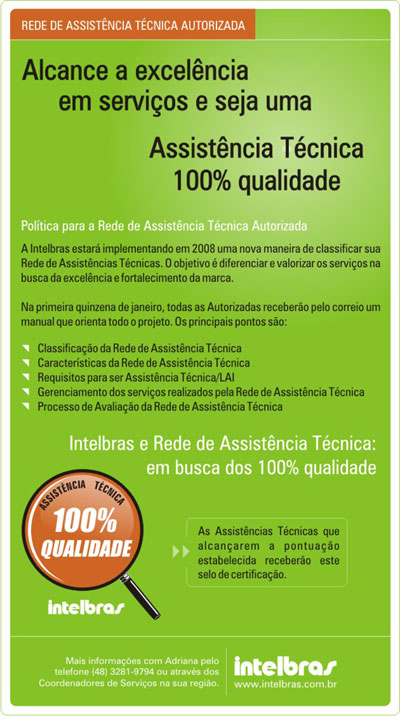 REDE DE ASSISTÊNCIA TÉCNICA AUTORIZADA
Alcance a excelência
em serviços e seja uma
Assistência Técnica
100% qualidade
Política para a Rede de Assistência Técnica Autorizada
A Intelbras estará implementando em 2008 uma nova maneira de classificar sua
Rede de Assistências Técnicas. O objetivo é diferenciar e valorizar os serviços na
busca da excelência e fortalecimento da marca.
Na primeira quinzena de janeiro, todas as Autorizadas receberão pelo correio um
manual que orienta todo o projeto. Os principais pontos são:
Classificação da Rede de Assistência Técnica
Características da Rede de Assistência Técnica
Requisitos para ser Assistência Técnica/LAI
Gerenciamento dos serviços realizados pela Rede de Assistência Técnica
Processo de Avaliação da Rede de Assistência Técnica
Intelbras e Rede de Assistência Técnica:
em busca dos 100% qualidade
ASSISTÊNCIA TÉCNICA
100%
QUALIDADE
intelbras
As Assistências Técnicas que
alcançarem a pontuação
estabelecida receberão este
selo de certificação.
Mais informações com Adriana pelo
telefone (48) 3281-9794 ou através dos
Coordenadores de Serviços na sua região.
intelbras
www.intelbras.com.br